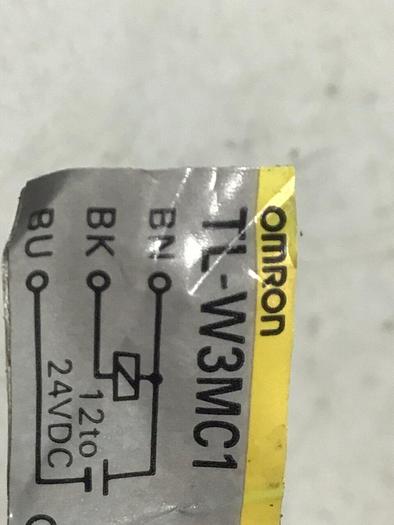 OMRON
TL-W3MC1
BN
BK
BU
12to
24VDC